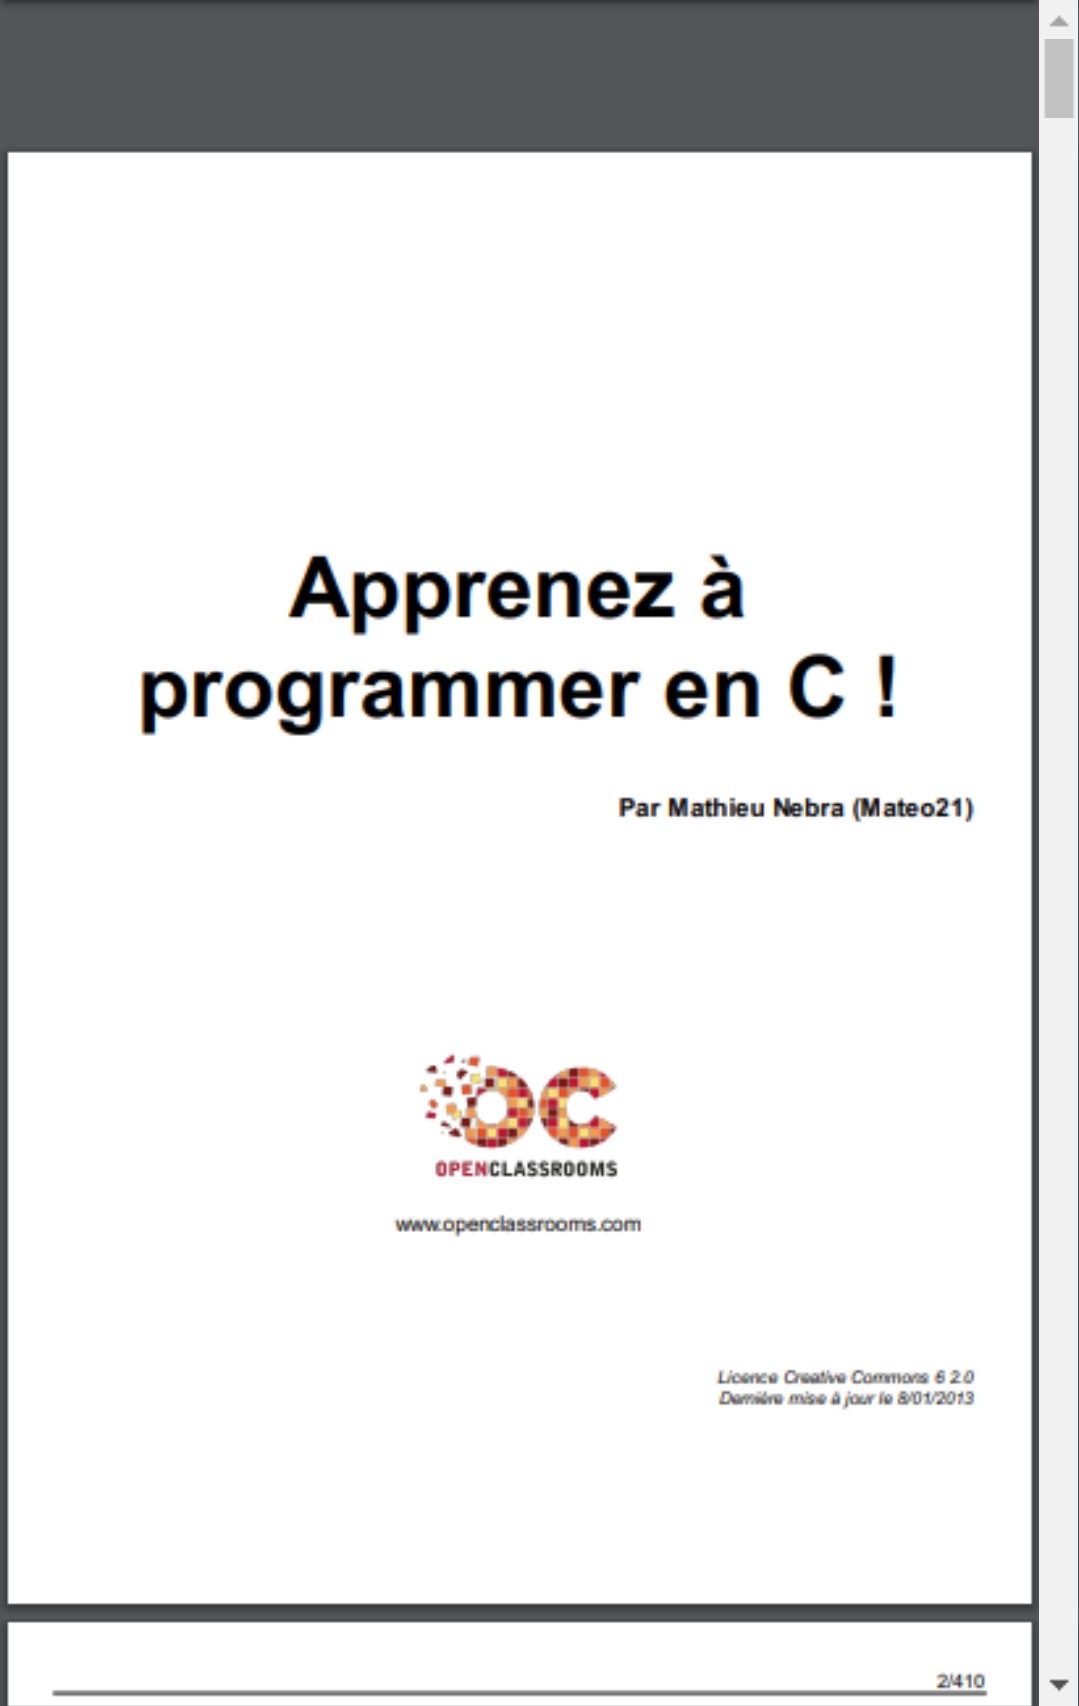 Apprenez à
programmer en C !
Par Mathieu Nebra (Mateo21)
OPENCLASSROOMS
www.openclassrooms.com
Licence Creative Commons 6 2.0
Dernière mise à jour le 8/01/2013
2/410